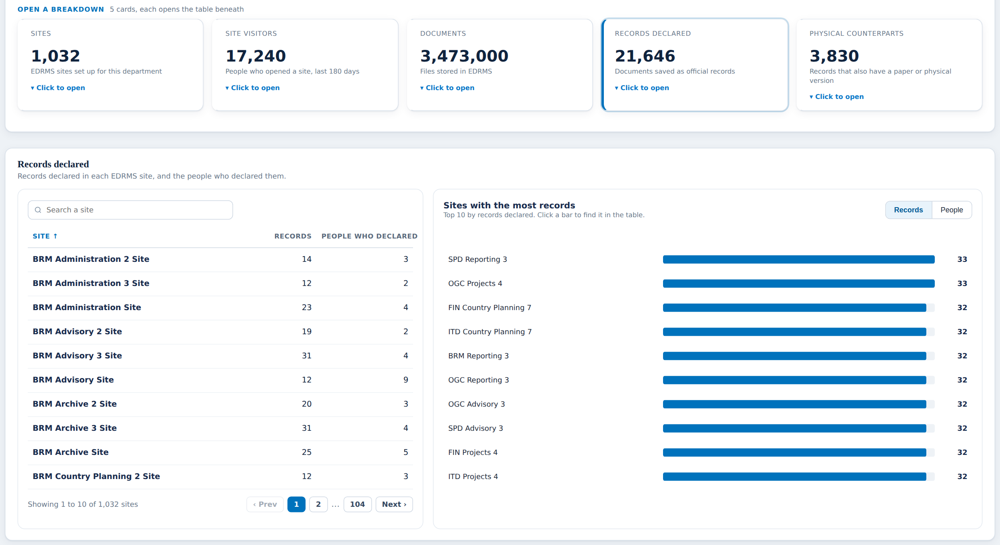 OPEN A BREAKDOWN 5 cards, each opens the table beneath
SITES
1,032
EDRMS sites set up for this department
▾ Click to open
SITE VISITORS
17,240
People who opened a site, last 180 days
▾ Click to open
DOCUMENTS
3,473,000
Files stored in EDRMS
▾ Click to open
RECORDS DECLARED
21,646
Documents saved as official records
▾ Click to open
PHYSICAL COUNTERPARTS
3,830
Records that also have a paper or physical
version
▾ Click to open
Records declared
Records declared in each EDRMS site, and the people who declared them.
Search a site
SITE ↑ RECORDS PEOPLE WHO DECLARED
BRM Administration 2 Site 14 3
BRM Administration 3 Site 12 2
BRM Administration Site 23 4
BRM Advisory 2 Site 19 2
BRM Advisory 3 Site 31 4
BRM Advisory Site 12 9
BRM Archive 2 Site 20 3
BRM Archive 3 Site 31 4
BRM Archive Site 25 5
BRM Country Planning 2 Site 12 3
Showing 1 to 10 of 1,032 sites ‹ Prev 1 2 … 104 Next ›
Sites with the most records
Top 10 by records declared. Click a bar to find it in the table.
Records People
SPD Reporting 3 33
OGC Projects 4 33
FIN Country Planning 7 32
ITD Country Planning 7 32
BRM Reporting 3 32
OGC Reporting 3 32
OGC Advisory 3 32
SPD Advisory 3 32
FIN Projects 4 32
ITD Projects 4 32